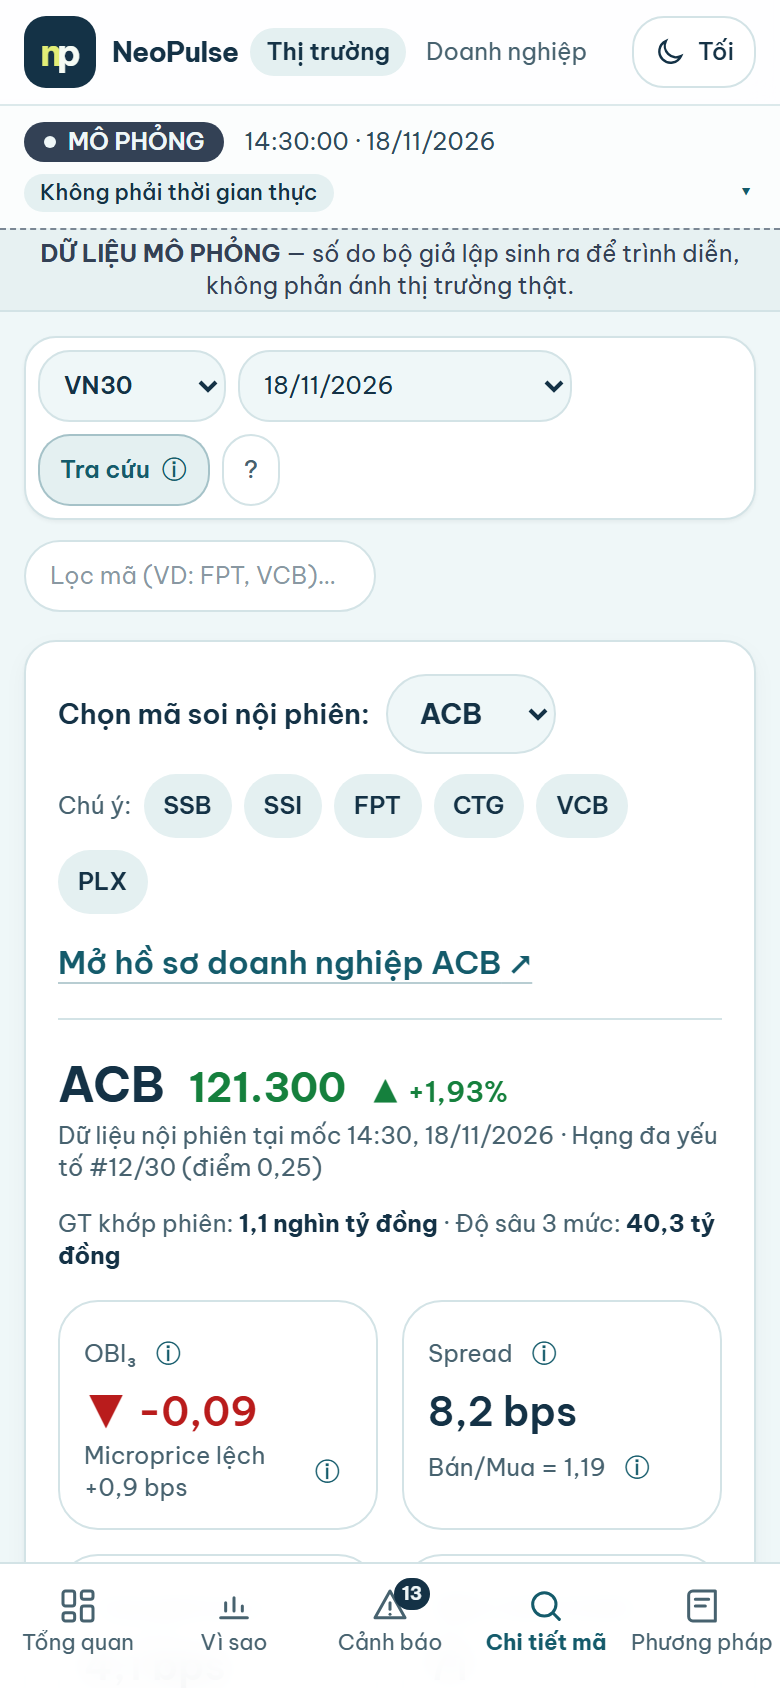 np NeoPulse Thị trường Doanh nghiệp Tối
MÔ PHỎNG 14:30:00 · 18/11/2026
Không phải thời gian thực ▼
DỮ LIỆU MÔ PHỎNG — số do bộ giả lập sinh ra để trình diễn,
không phản ánh thị trường thật.
VN30 18/11/2026
Tra cứu ⓘ ?
Lọc mã (VD: FPT, VCB)...
Chọn mã soi nội phiên: ACB
Chú ý: SSB SSI FPT CTG VCB
PLX
Mở hồ sơ doanh nghiệp ACB ↗
ACB 121.300 ▲ +1,93%
Dữ liệu nội phiên tại mốc 14:30, 18/11/2026 · Hạng đa yếu
tố #12/30 (điểm 0,25)
GT khớp phiên: 1,1 nghìn tỷ đồng · Độ sâu 3 mức: 40,3 tỷ
đồng
OBI₃ ⓘ
▼ -0,09
Microprice lệch
+0,9 bps ⓘ
Spread ⓘ
8,2 bps
Bán/Mua = 1,19 ⓘ
13
Tổng quan Vì sao Cảnh báo Chi tiết mã Phương pháp